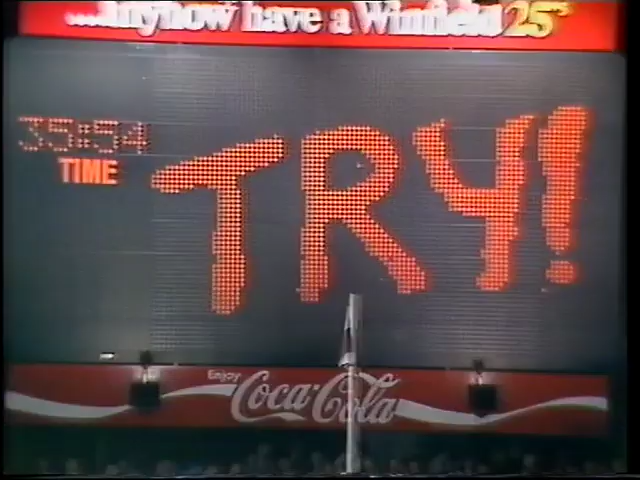 ...anyhow have a Winfield 25's
35:54
TIME
TRY!
Enjoy
Coca-Cola